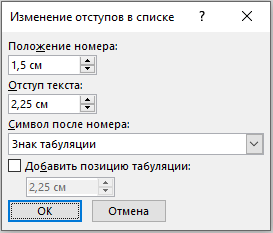 Изменение отступов в списке ? ×
Положение номера:
1,5 см
Отступ текста:
2,25 см
Символ после номера:
Знак табуляции
Добавить позицию табуляции:
2,25 см
ОК Отмена